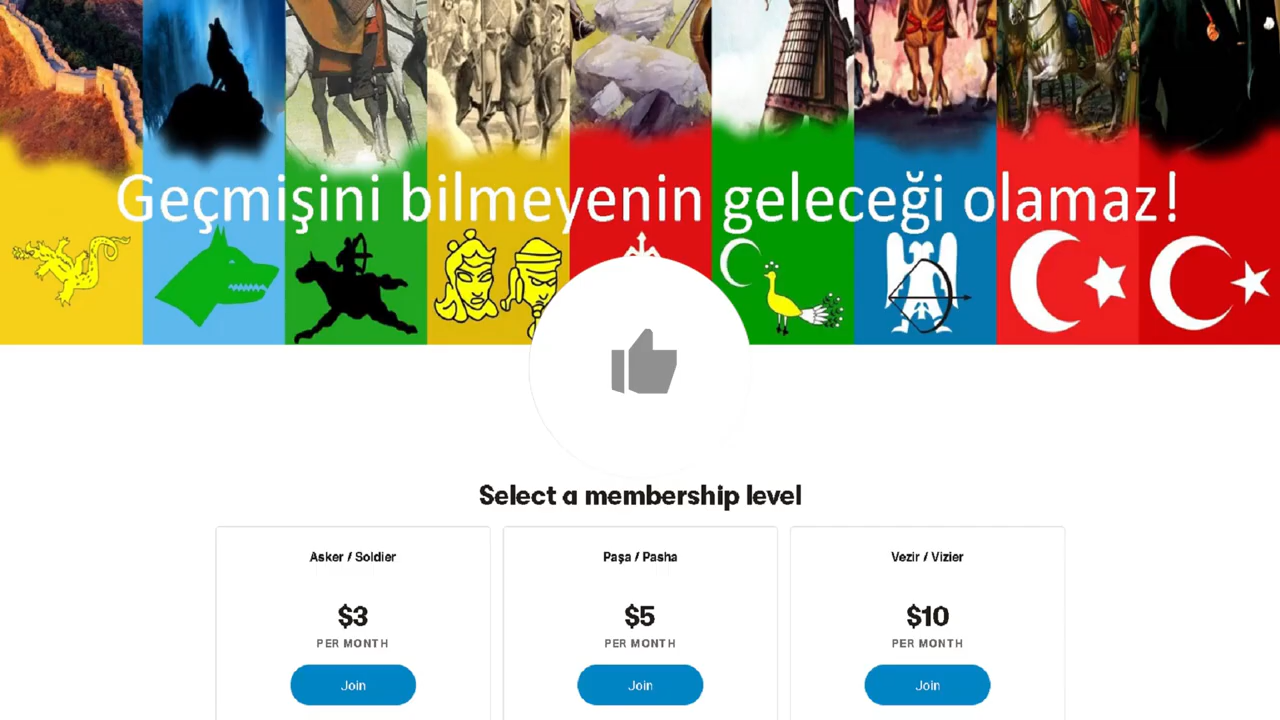 Geçmişini bilmeyenin geleceği olamaz!
Select a membership level
Asker / Soldier
Paşa / Pasha
Vezir / Vizier
$3
$5
$10
PER MONTH
PER MONTH
PER MONTH
Join
Join
Join